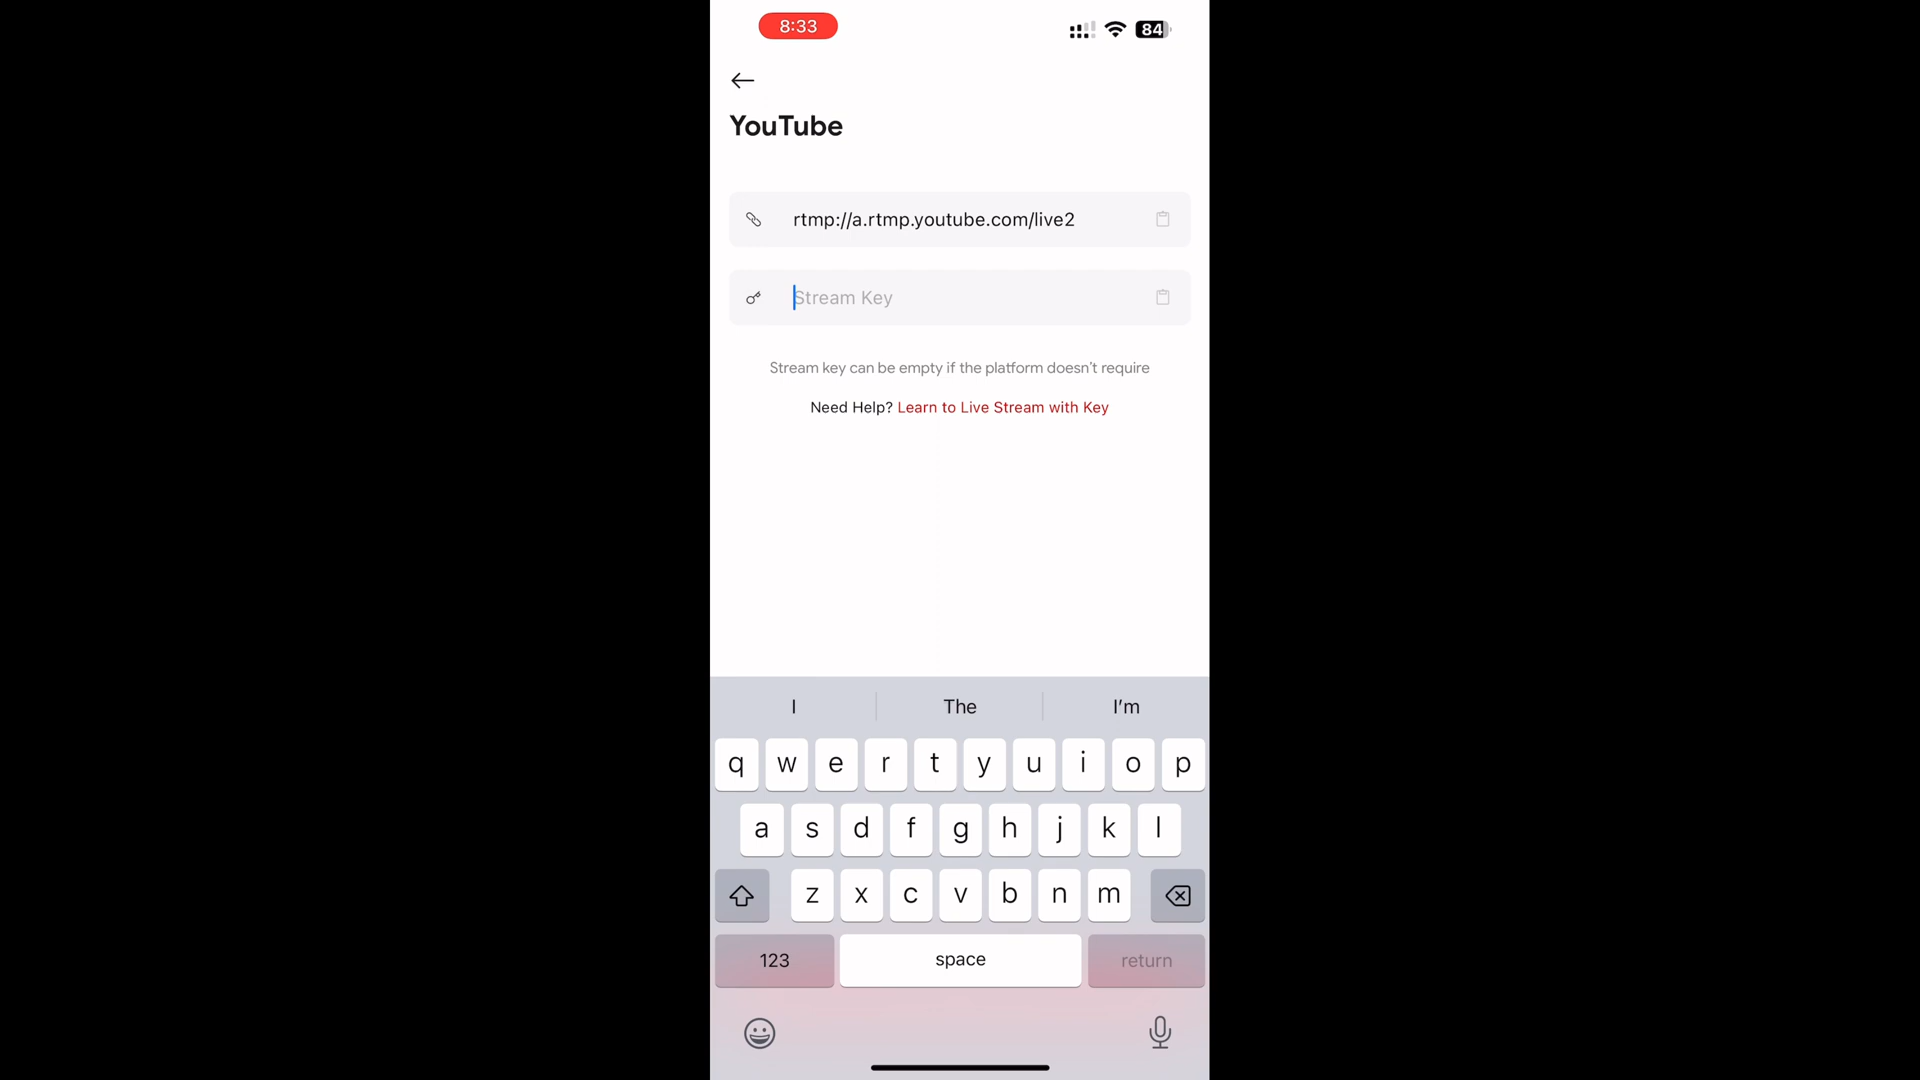 8:33
84
YouTube
rtmp://a.rtmp.youtube.com/live2
Stream Key
Stream key can be empty if the platform doesn't require
Need Help? Learn to Live Stream with Key
I The I'm
q w e r t y u i o p
a s d f g h j k l
z x c v b n m
123 space return